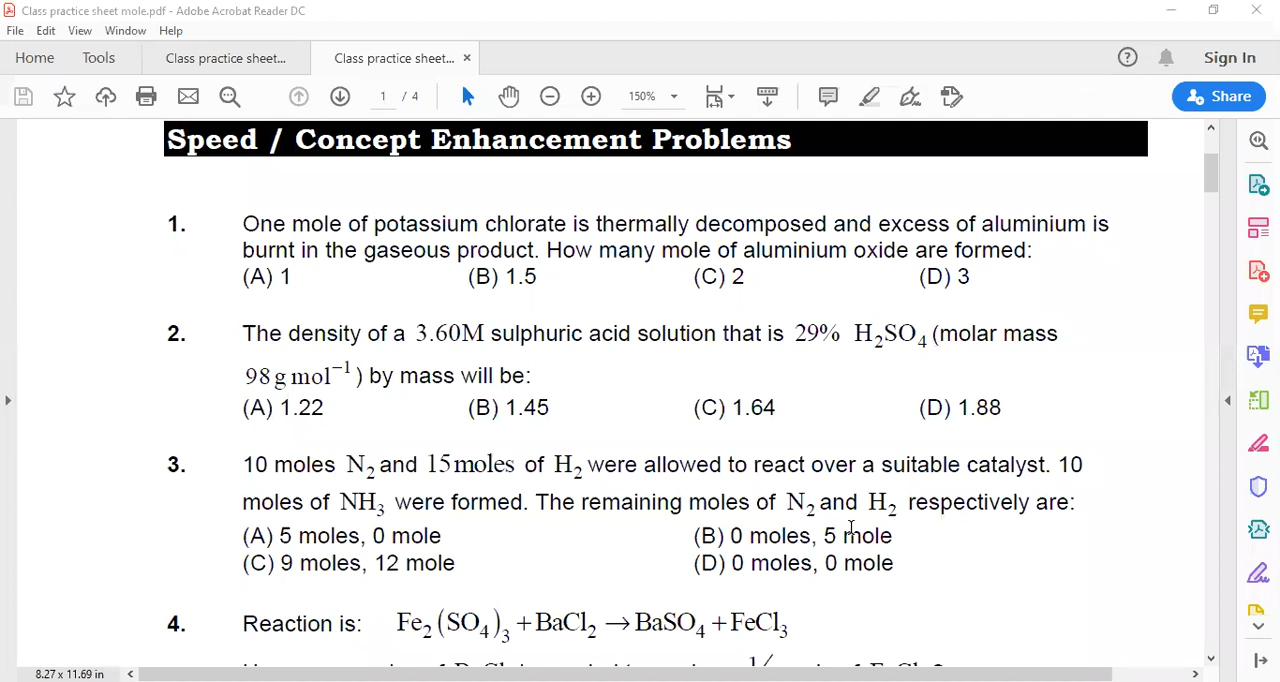 Class practice sheet mole.pdf - Adobe Acrobat Reader DC
File Edit View Window Help
Home Tools Class practice sheet... Class practice sheet... × Sign In
1 / 4 150% Share
Speed / Concept Enhancement Problems
1. One mole of potassium chlorate is thermally decomposed and excess of aluminium is
burnt in the gaseous product. How many mole of aluminium oxide are formed:
(A) 1 (B) 1.5 (C) 2 (D) 3
2. The density of a 3.60M sulphuric acid solution that is 29% H₂SO₄ (molar mass
98 g mol⁻¹) by mass will be:
(A) 1.22 (B) 1.45 (C) 1.64 (D) 1.88
3. 10 moles N₂ and 15 moles of H₂ were allowed to react over a suitable catalyst. 10
moles of NH₃ were formed. The remaining moles of N₂ and H₂ respectively are:
(A) 5 moles, 0 mole (B) 0 moles, 5 mole
(C) 9 moles, 12 mole (D) 0 moles, 0 mole
4. Reaction is: Fe₂(SO₄)₃ + BaCl₂ → BaSO₄ + FeCl₃
8.27 x 11.69 in